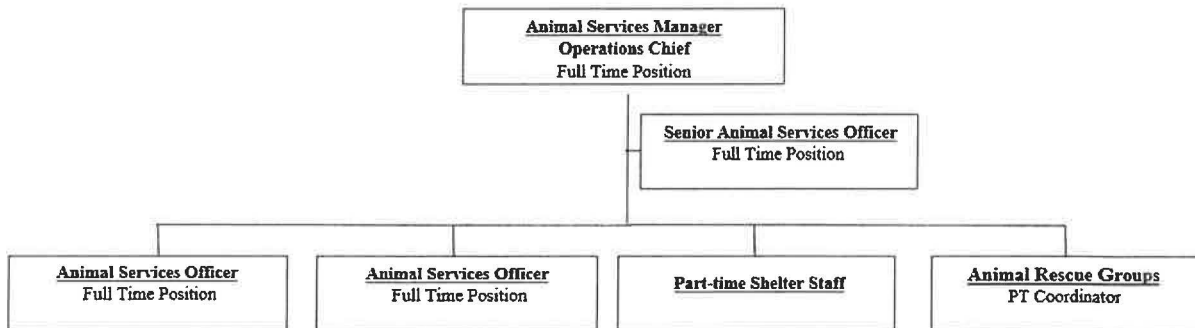 Animal Services Manager
Operations Chief
Full Time Position
Senior Animal Services Officer
Full Time Position
Animal Services Officer
Full Time Position
Animal Services Officer
Full Time Position
Part-time Shelter Staff
Animal Rescue Groups
PT Coordinator